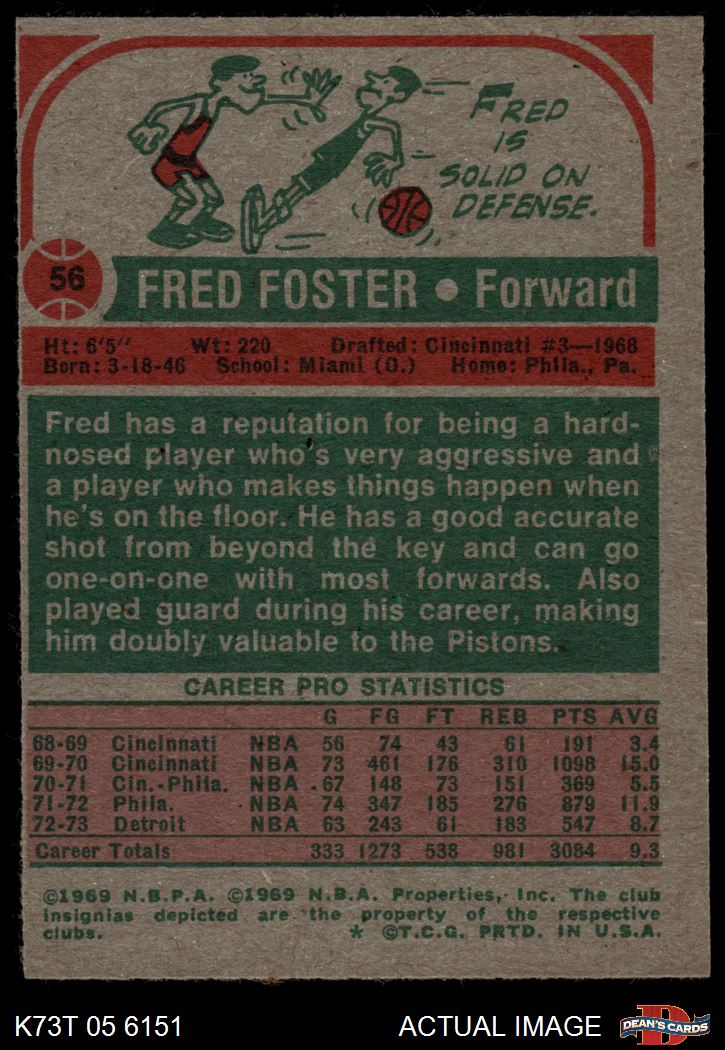 FRED
IS
SOLID ON
DEFENSE.
56 FRED FOSTER • Forward
Ht: 6'5" Wt: 220 Drafted: Cincinnati #3—1968
Born: 3-18-46 School: Miami (O.) Home: Phila., Pa.
Fred has a reputation for being a hard-
nosed player who's very aggressive and
a player who makes things happen when
he's on the floor. He has a good accurate
shot from beyond the key and can go
one-on-one with most forwards. Also
played guard during his career, making
him doubly valuable to the Pistons.
CAREER PRO STATISTICS
G FG FT REB PTS AVG
68-69 Cincinnati NBA 56 74 43 61 191 3.4
69-70 Cincinnati NBA 73 461 176 310 1098 15.0
70-71 Cin.-Phila. NBA 67 148 73 151 369 5.5
71-72 Phila. NBA 74 347 185 276 879 11.9
72-73 Detroit NBA 63 243 61 183 547 8.7
Career Totals 333 1273 538 981 3084 9.3
©1969 N.B.P.A. ©1969 N.B.A. Properties, Inc. The club
insignias depicted are the property of the respective
clubs. * ©T.C.G. PRTD. IN U.S.A.
K73T 05 6151 ACTUAL IMAGE D DEAN'S CARDS